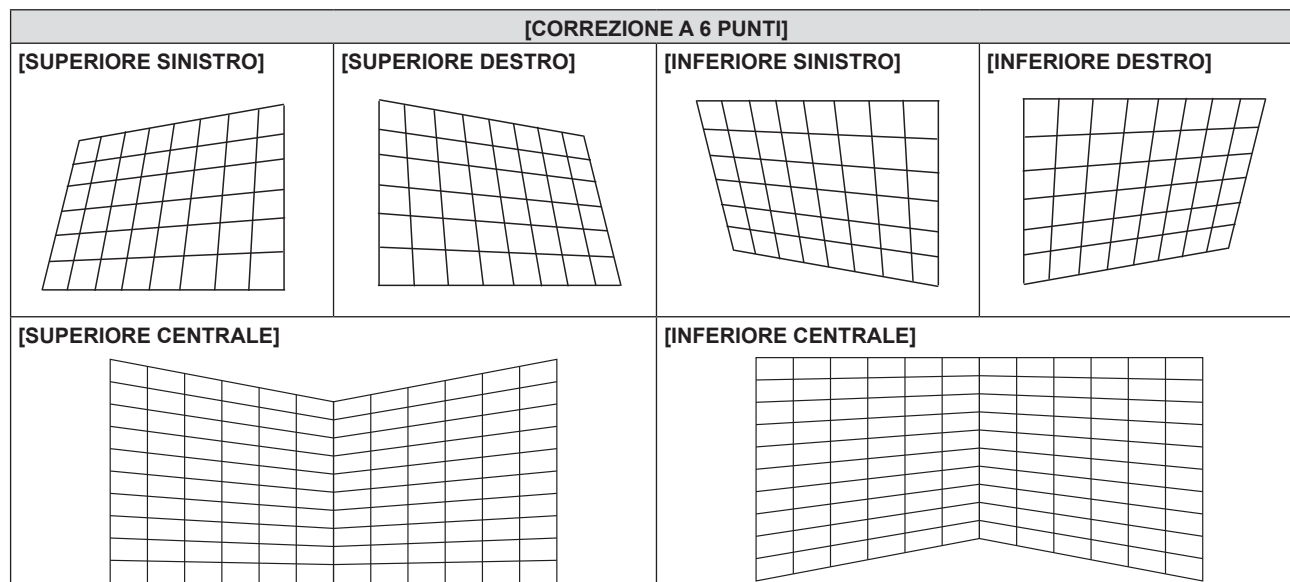 [CORREZIONE A 6 PUNTI]
[SUPERIORE SINISTRO]
[SUPERIORE DESTRO]
[INFERIORE SINISTRO]
[INFERIORE DESTRO]
[SUPERIORE CENTRALE]
[INFERIORE CENTRALE]